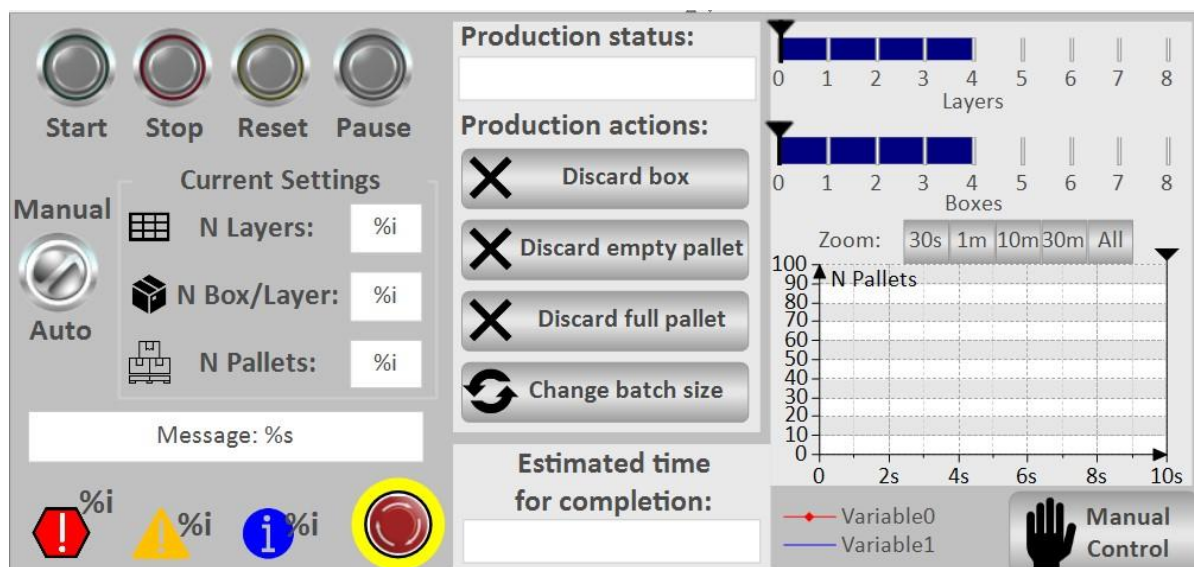 Start Stop Reset Pause
Current Settings
Manual
Auto
N Layers: %i
N Box/Layer: %i
N Pallets: %i
Message: %s
%i
%i
%i
Production status:
Production actions:
Discard box
Discard empty pallet
Discard full pallet
Change batch size
Estimated time
for completion:
0 1 2 3 4 5 6 7 8
Layers
0 1 2 3 4 5 6 7 8
Boxes
Zoom: 30s 1m 10m 30m All
N Pallets
100
90
80
70
60
50
40
30
20
10
0
0 2s 4s 6s 8s 10s
Variable0
Variable1
Manual
Control